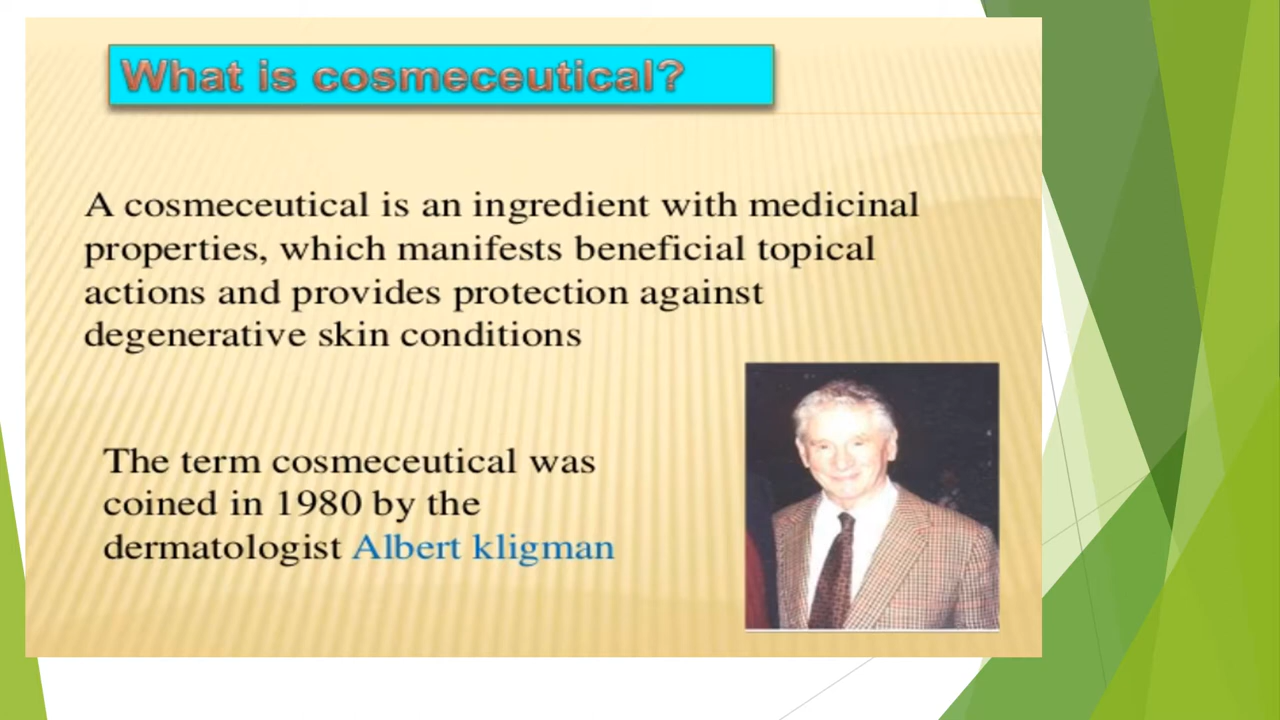 What is cosmeceutical?
A cosmeceutical is an ingredient with medicinal
properties, which manifests beneficial topical
actions and provides protection against
degenerative skin conditions
The term cosmeceutical was
coined in 1980 by the
dermatologist Albert kligman